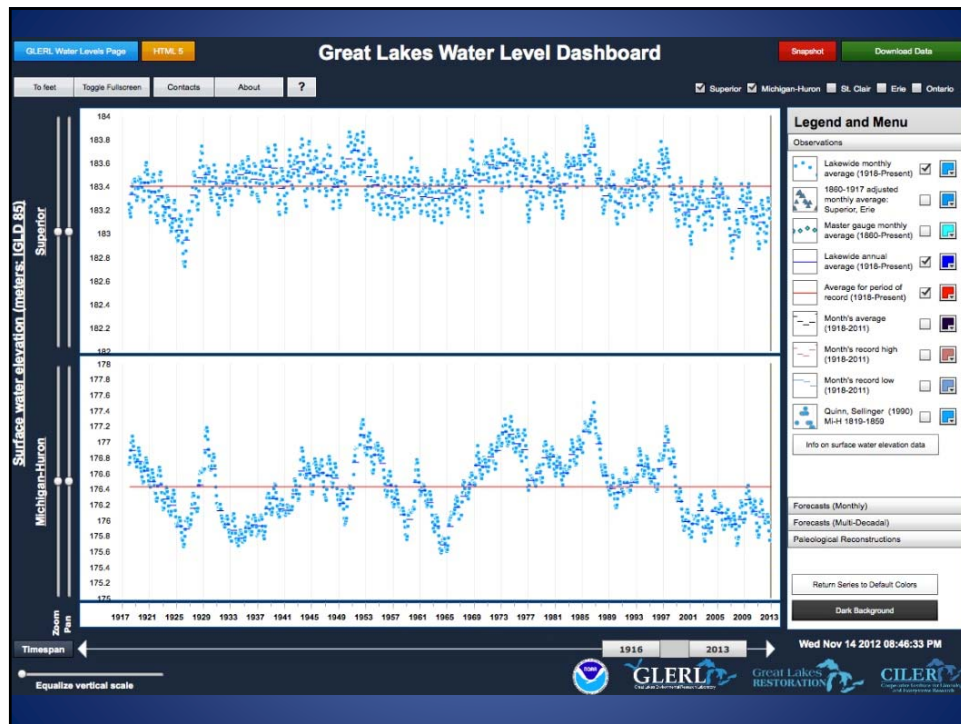 GLERL Water Levels Page
HTML 5
Great Lakes Water Level Dashboard
Snapshot
Download Data
To feet
Toggle Fullscreen
Contacts
About
?
Superior
Michigan-Huron
St. Clair
Erie
Ontario
Surface water elevation (meters: IGLD 85)
Superior
184
183.8
183.6
183.4
183.2
183
182.8
182.6
182.4
182.2
182
Michigan-Huron
178
177.8
177.6
177.4
177.2
177
176.8
176.6
176.4
176.2
176
175.8
175.6
175.4
175.2
175
1917 1921 1925 1929 1933 1937 1941 1945 1949 1953 1957 1961 1965 1969 1973 1977 1981 1985 1989 1993 1997 2001 2005 2009 2013
Zoom
Pan
Legend and Menu
Observations
Lakewide monthly
average (1918-Present)
1860-1917 adjusted
monthly average:
Superior, Erie
Master gauge monthly
average (1860-Present)
Lakewide annual
average (1918-Present)
Average for period of
record (1918-Present)
Month's average
(1918-2011)
Month's record high
(1918-2011)
Month's record low
(1918-2011)
Quinn, Sellinger (1990)
Mi-H 1819-1859
Info on surface water elevation data
Forecasts (Monthly)
Forecasts (Multi-Decadal)
Paleological Reconstructions
Return Series to Default Colors
Dark Background
Timespan
1916
2013
Wed Nov 14 2012 08:46:33 PM
Equalize vertical scale
NOAA
GLERL
Great Lakes Environmental Research Laboratory
Great Lakes
RESTORATION
CILER